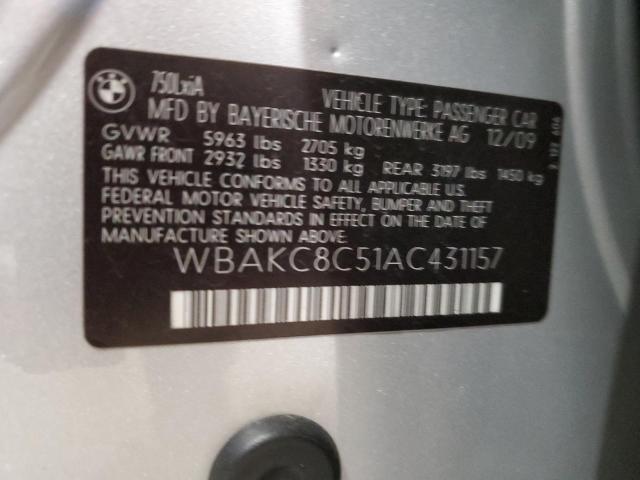 BMW
750LxiA
VEHICLE TYPE: PASSENGER CAR
MFD BY BAYERISCHE MOTORENWERKE AG 12/09
GVWR 5963 lbs 2705 kg
GAWR FRONT 2932 lbs 1330 kg REAR 3197 lbs 1450 kg
THIS VEHICLE CONFORMS TO ALL APPLICABLE U.S.
FEDERAL MOTOR VEHICLE SAFETY, BUMPER AND THEFT
PREVENTION STANDARDS IN EFFECT ON THE DATE OF
MANUFACTURE SHOWN ABOVE.
WBAKC8C51AC431157